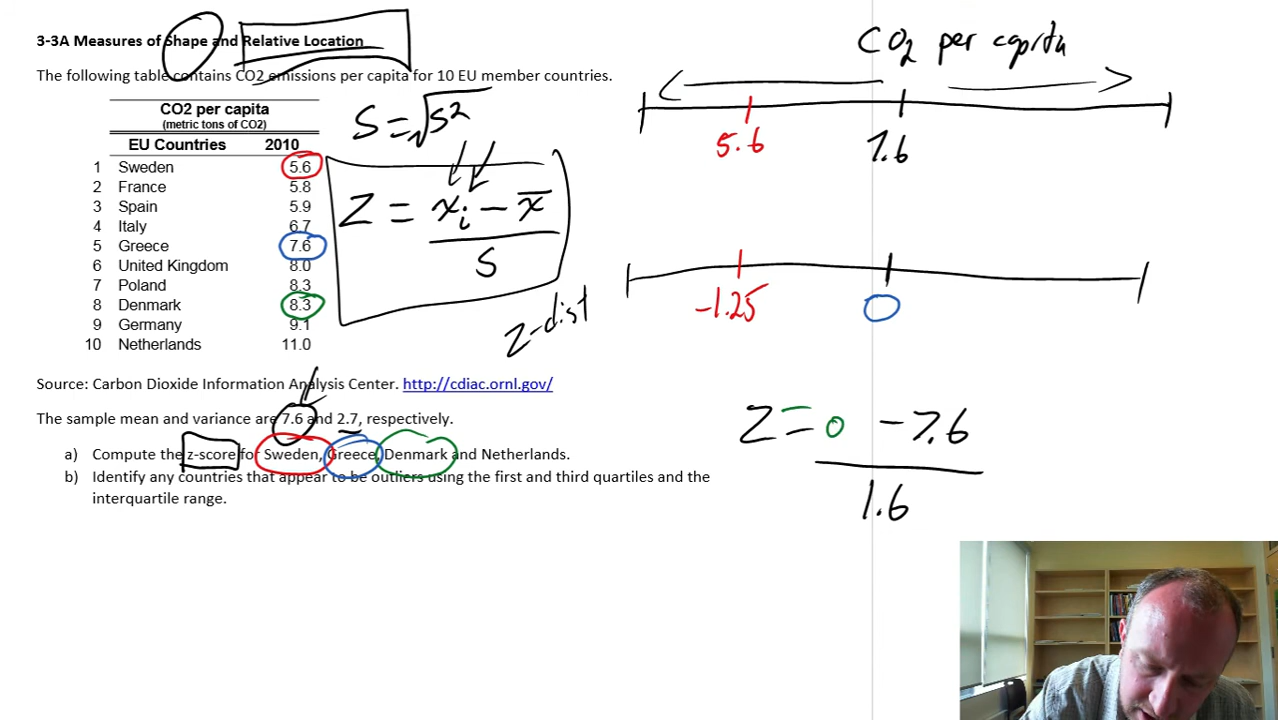 3-3A Measures of Shape and Relative Location
The following table contains CO2 emissions per capita for 10 EU member countries.
CO2 per capita
(metric tons of CO2)
EU Countries 2010
1 Sweden 5.6
2 France 5.8
3 Spain 5.9
4 Italy 6.7
5 Greece 7.6
6 United Kingdom 8.0
7 Poland 8.3
8 Denmark 8.3
9 Germany 9.1
10 Netherlands 11.0
S = √s²
Z = xᵢ − x̄
S
z-dist
Source: Carbon Dioxide Information Analysis Center. http://cdiac.ornl.gov/
The sample mean and variance are 7.6 and 2.7, respectively.
a) Compute the z-score for Sweden, Greece, Denmark and Netherlands.
b) Identify any countries that appear to be outliers using the first and third quartiles and the
interquartile range.
CO2 per capita
5.6 7.6
-1.25 0
Z = 0 − 7.6
1.6